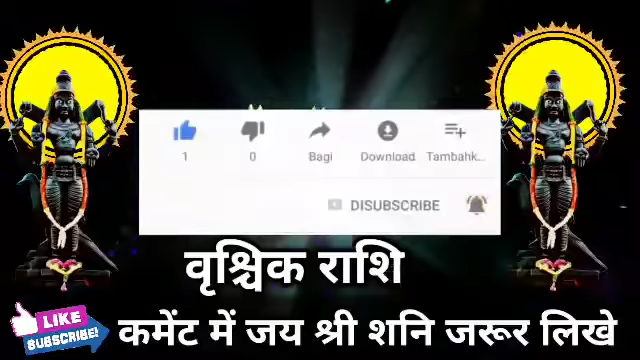 1
0
Bagi
Download
Tambahk...
DISUBSCRIBE
वृश्चिक राशि
LIKE
SUBSCRIBE!
कमेंट में जय श्री शनि जरूर लिखे